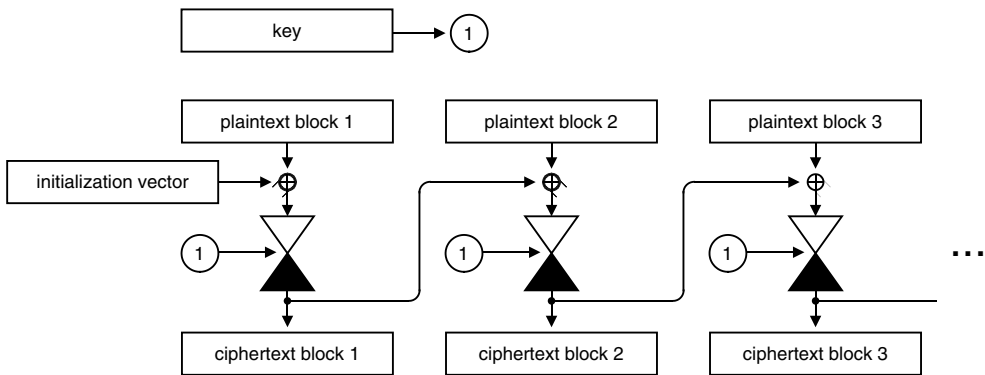 key
1
plaintext block 1
plaintext block 2
plaintext block 3
initialization vector
1
1
1
...
ciphertext block 1
ciphertext block 2
ciphertext block 3